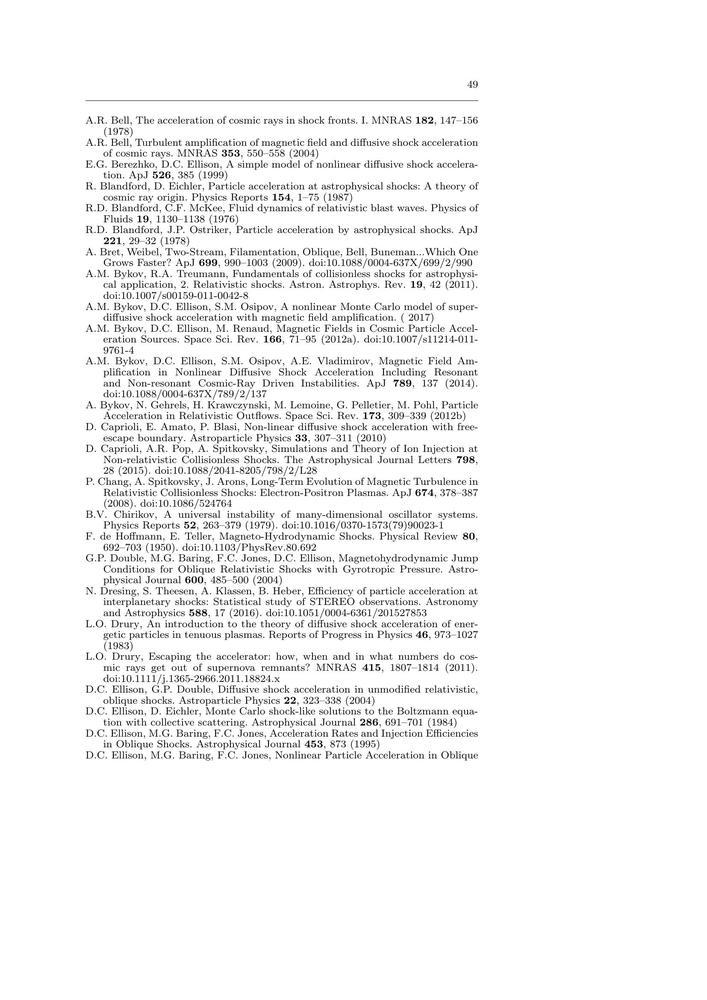 49
A.R. Bell, The acceleration of cosmic rays in shock fronts. I. MNRAS 182, 147–156
(1978)
A.R. Bell, Turbulent amplification of magnetic field and diffusive shock acceleration
of cosmic rays. MNRAS 353, 550–558 (2004)
E.G. Berezhko, D.C. Ellison, A simple model of nonlinear diffusive shock accelera-
tion. ApJ 526, 385 (1999)
R. Blandford, D. Eichler, Particle acceleration at astrophysical shocks: A theory of
cosmic ray origin. Physics Reports 154, 1–75 (1987)
R.D. Blandford, C.F. McKee, Fluid dynamics of relativistic blast waves. Physics of
Fluids 19, 1130–1138 (1976)
R.D. Blandford, J.P. Ostriker, Particle acceleration by astrophysical shocks. ApJ
221, 29–32 (1978)
A. Bret, Weibel, Two-Stream, Filamentation, Oblique, Bell, Buneman...Which One
Grows Faster? ApJ 699, 990–1003 (2009). doi:10.1088/0004-637X/699/2/990
A.M. Bykov, R.A. Treumann, Fundamentals of collisionless shocks for astrophysi-
cal application, 2. Relativistic shocks. Astron. Astrophys. Rev. 19, 42 (2011).
doi:10.1007/s00159-011-0042-8
A.M. Bykov, D.C. Ellison, S.M. Osipov, A nonlinear Monte Carlo model of super-
diffusive shock acceleration with magnetic field amplification. ( 2017)
A.M. Bykov, D.C. Ellison, M. Renaud, Magnetic Fields in Cosmic Particle Accel-
eration Sources. Space Sci. Rev. 166, 71–95 (2012a). doi:10.1007/s11214-011-
9761-4
A.M. Bykov, D.C. Ellison, S.M. Osipov, A.E. Vladimirov, Magnetic Field Am-
plification in Nonlinear Diffusive Shock Acceleration Including Resonant
and Non-resonant Cosmic-Ray Driven Instabilities. ApJ 789, 137 (2014).
doi:10.1088/0004-637X/789/2/137
A. Bykov, N. Gehrels, H. Krawczynski, M. Lemoine, G. Pelletier, M. Pohl, Particle
Acceleration in Relativistic Outflows. Space Sci. Rev. 173, 309–339 (2012b)
D. Caprioli, E. Amato, P. Blasi, Non-linear diffusive shock acceleration with free-
escape boundary. Astroparticle Physics 33, 307–311 (2010)
D. Caprioli, A.R. Pop, A. Spitkovsky, Simulations and Theory of Ion Injection at
Non-relativistic Collisionless Shocks. The Astrophysical Journal Letters 798,
28 (2015). doi:10.1088/2041-8205/798/2/L28
P. Chang, A. Spitkovsky, J. Arons, Long-Term Evolution of Magnetic Turbulence in
Relativistic Collisionless Shocks: Electron-Positron Plasmas. ApJ 674, 378–387
(2008). doi:10.1086/524764
B.V. Chirikov, A universal instability of many-dimensional oscillator systems.
Physics Reports 52, 263–379 (1979). doi:10.1016/0370-1573(79)90023-1
F. de Hoffmann, E. Teller, Magneto-Hydrodynamic Shocks. Physical Review 80,
692–703 (1950). doi:10.1103/PhysRev.80.692
G.P. Double, M.G. Baring, F.C. Jones, D.C. Ellison, Magnetohydrodynamic Jump
Conditions for Oblique Relativistic Shocks with Gyrotropic Pressure. Astro-
physical Journal 600, 485–500 (2004)
N. Dresing, S. Theesen, A. Klassen, B. Heber, Efficiency of particle acceleration at
interplanetary shocks: Statistical study of STEREO observations. Astronomy
and Astrophysics 588, 17 (2016). doi:10.1051/0004-6361/201527853
L.O. Drury, An introduction to the theory of diffusive shock acceleration of ener-
getic particles in tenuous plasmas. Reports of Progress in Physics 46, 973–1027
(1983)
L.O. Drury, Escaping the accelerator: how, when and in what numbers do cos-
mic rays get out of supernova remnants? MNRAS 415, 1807–1814 (2011).
doi:10.1111/j.1365-2966.2011.18824.x
D.C. Ellison, G.P. Double, Diffusive shock acceleration in unmodified relativistic,
oblique shocks. Astroparticle Physics 22, 323–338 (2004)
D.C. Ellison, D. Eichler, Monte Carlo shock-like solutions to the Boltzmann equa-
tion with collective scattering. Astrophysical Journal 286, 691–701 (1984)
D.C. Ellison, M.G. Baring, F.C. Jones, Acceleration Rates and Injection Efficiencies
in Oblique Shocks. Astrophysical Journal 453, 873 (1995)
D.C. Ellison, M.G. Baring, F.C. Jones, Nonlinear Particle Acceleration in Oblique